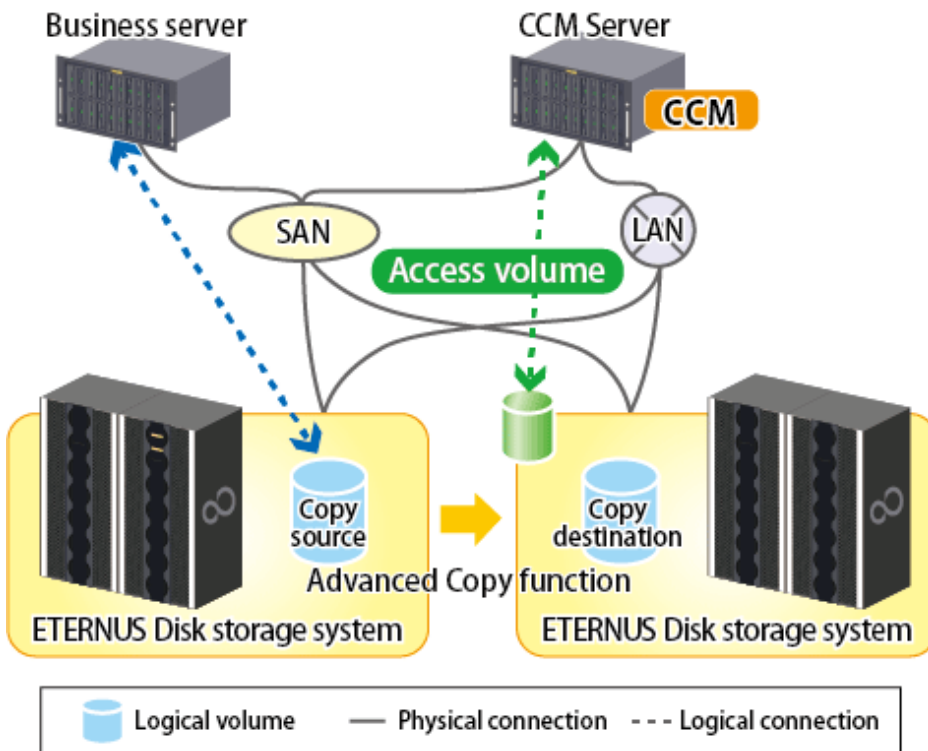 Business server
CCM Server
CCM
SAN
LAN
Access volume
Copy
source
Copy
destination
Advanced Copy function
ETERNUS Disk storage system
ETERNUS Disk storage system
Logical volume
Physical connection
Logical connection